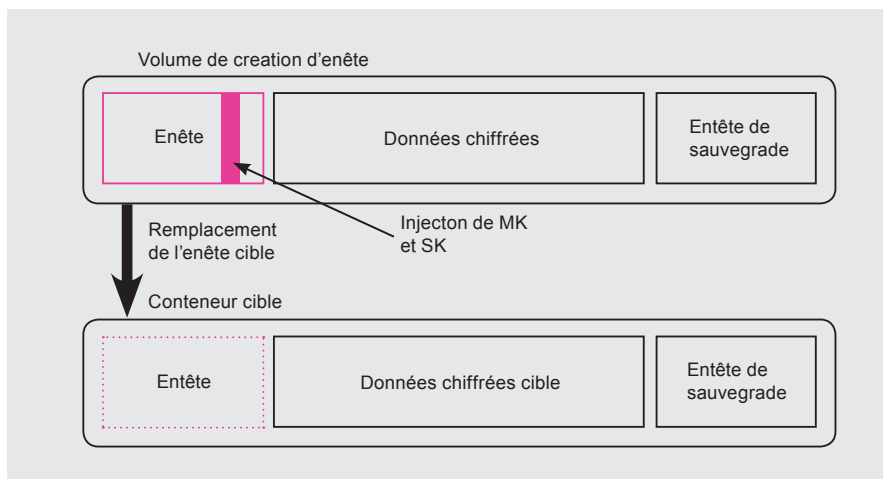 Volume de creation d'enête
Enête
Données chiffrées
Entête de
sauvegrade
Injecton de MK
et SK
Remplacement
de l'enête cible
Conteneur cible
Entête
Données chiffrées cible
Entête de
sauvegrade